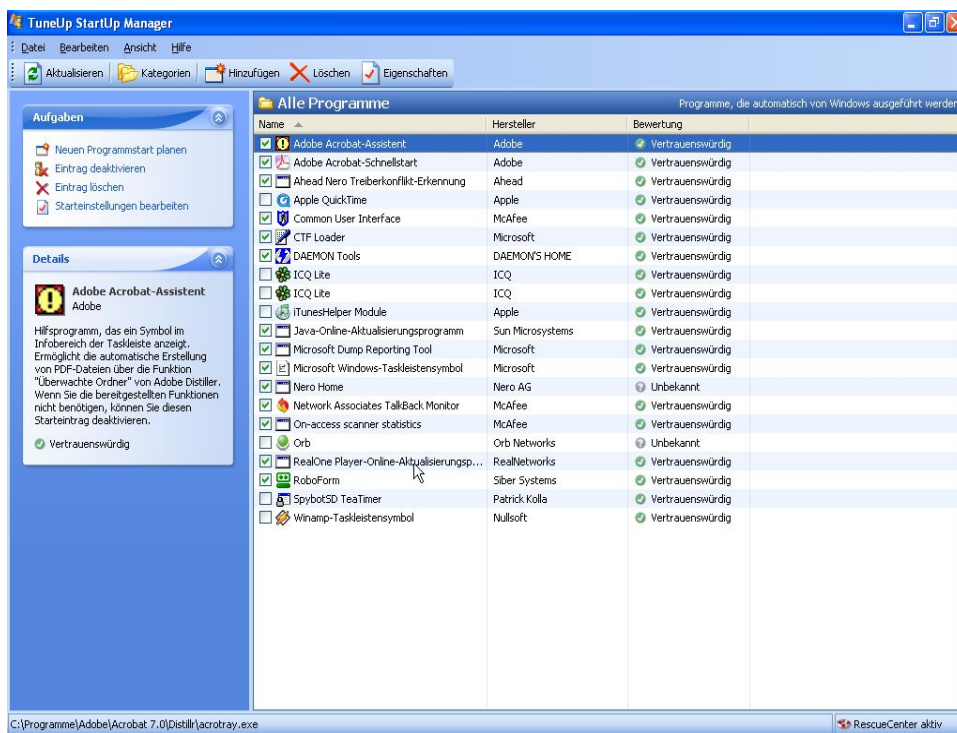 TuneUp StartUp Manager
Datei Bearbeiten Ansicht Hilfe
Aktualisieren Kategorien Hinzufügen Löschen Eigenschaften
Aufgaben
Neuen Programmstart planen
Eintrag deaktivieren
Eintrag löschen
Starteinstellungen bearbeiten
Details
Adobe Acrobat-Assistent
Adobe
Hilfsprogramm, das ein Symbol im
Infobereich der Taskleiste anzeigt.
Ermöglicht die automatische Erstellung
von PDF-Dateien über die Funktion
"Überwachte Ordner" von Adobe Distiller.
Wenn Sie die bereitgestellten Funktionen
nicht benötigen, können Sie diesen
Starteintrag deaktivieren.
Vertrauenswürdig
Alle Programme Programme, die automatisch von Windows ausgeführt werden
Name Hersteller Bewertung
Adobe Acrobat-Assistent Adobe Vertrauenswürdig
Adobe Acrobat-Schnellstart Adobe Vertrauenswürdig
Ahead Nero Treiberkonflikt-Erkennung Ahead Vertrauenswürdig
Apple QuickTime Apple Vertrauenswürdig
Common User Interface McAfee Vertrauenswürdig
CTF Loader Microsoft Vertrauenswürdig
DAEMON Tools DAEMON'S HOME Vertrauenswürdig
ICQ Lite ICQ Vertrauenswürdig
ICQ Lite ICQ Vertrauenswürdig
iTunesHelper Module Apple Vertrauenswürdig
Java-Online-Aktualisierungsprogramm Sun Microsystems Vertrauenswürdig
Microsoft Dump Reporting Tool Microsoft Vertrauenswürdig
Microsoft Windows-Taskleistensymbol Microsoft Vertrauenswürdig
Nero Home Nero AG Unbekannt
Network Associates TalkBack Monitor McAfee Vertrauenswürdig
On-access scanner statistics McAfee Vertrauenswürdig
Orb Orb Networks Unbekannt
RealOne Player-Online-Aktualisierungsp... RealNetworks Vertrauenswürdig
RoboForm Siber Systems Vertrauenswürdig
SpybotSD TeaTimer Patrick Kolla Vertrauenswürdig
Winamp-Taskleistensymbol Nullsoft Vertrauenswürdig
C:\Programme\Adobe\Acrobat 7.0\Distillr\acrotray.exe RescueCenter aktiv